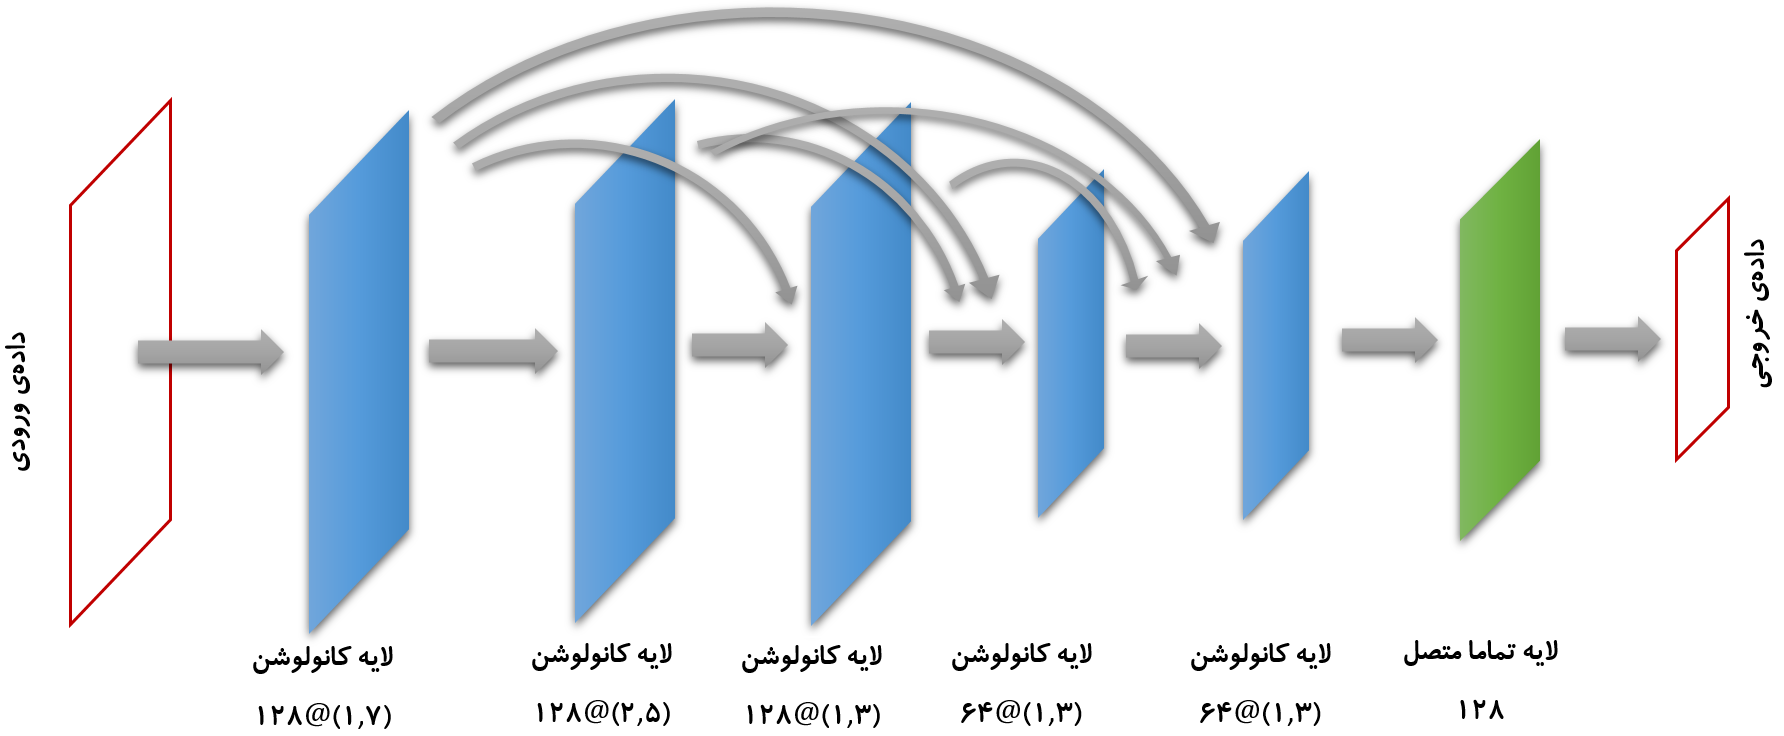 داده‌ی ورودی
لایه کانولوشن
۱۲۸@(۱,۷)
لایه کانولوشن
۱۲۸@(۲,۵)
لایه کانولوشن
۱۲۸@(۱,۳)
لایه کانولوشن
۶۴@(۱,۳)
لایه کانولوشن
۶۴@(۱,۳)
لایه تماما متصل
۱۲۸
داده‌ی خروجی